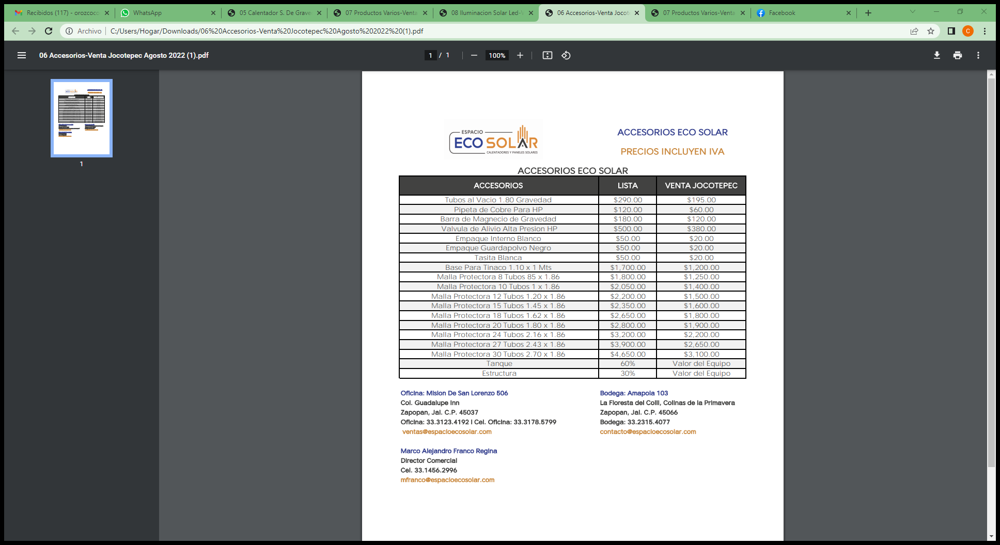 Recibidos (117) - orozcoco
WhatsApp
05 Calentador S. De Grave
07 Productos Varios-Venta
08 Iluminacion Solar Led-V
06 Accesorios-Venta Jocot
07 Productos Varios-Venta
Facebook
Archivo
C:/Users/Hogar/Downloads/06%20Accesorios-Venta%20Jocotepec%20Agosto%202022%20(1).pdf
C
06 Accesorios-Venta Jocotepec Agosto 2022 (1).pdf
1 / 1
100%
1
ESPACIO
ECO SOLAR
CALENTADORES Y PANELES SOLARES
ACCESORIOS ECO SOLAR
PRECIOS INCLUYEN IVA
ACCESORIOS ECO SOLAR
ACCESORIOS LISTA VENTA JOCOTEPEC
Tubos al Vacio 1.80 Gravedad $290.00 $195.00
Pipeta de Cobre Para HP $120.00 $60.00
Barra de Magnecio de Gravedad $180.00 $120.00
Valvula de Alivio Alta Presion HP $500.00 $380.00
Empaque Interno Blanco $50.00 $20.00
Empaque Guardapolvo Negro $50.00 $20.00
Tasita Blanca $50.00 $20.00
Base Para Tinaco 1.10 x 1 Mts $1,700.00 $1,200.00
Malla Protectora 8 Tubos 85 x 1.86 $1,800.00 $1,250.00
Malla Protectora 10 Tubos 1 x 1.86 $2,050.00 $1,400.00
Malla Protectora 12 Tubos 1.20 x 1.86 $2,200.00 $1,500.00
Malla Protectora 15 Tubos 1.45 x 1.86 $2,350.00 $1,600.00
Malla Protectora 18 Tubos 1.62 x 1.86 $2,650.00 $1,800.00
Malla Protectora 20 Tubos 1.80 x 1.86 $2,800.00 $1,900.00
Malla Protectora 24 Tubos 2.16 x 1.86 $3,200.00 $2,200.00
Malla Protectora 27 Tubos 2.43 x 1.86 $3,900.00 $2,650.00
Malla Protectora 30 Tubos 2.70 x 1.86 $4,650.00 $3,100.00
Tanque 60% Valor del Equipo
Estructura 30% Valor del Equipo
Oficina: Mision De San Lorenzo 506
Col. Guadalupe Inn
Zapopan, Jal. C.P. 45037
Oficina: 33.3123.4192 I Cel. Oficina: 33.3178.5799
ventas@espacioecosolar.com
Bodega: Amapola 103
La Floresta del Colli, Colinas de la Primavera
Zapopan, Jal. C.P. 45066
Bodega: 33.2315.4077
contacto@espacioecosolar.com
Marco Alejandro Franco Regina
Director Comercial
Cel. 33.1456.2996
mfranco@espacioecosolar.com